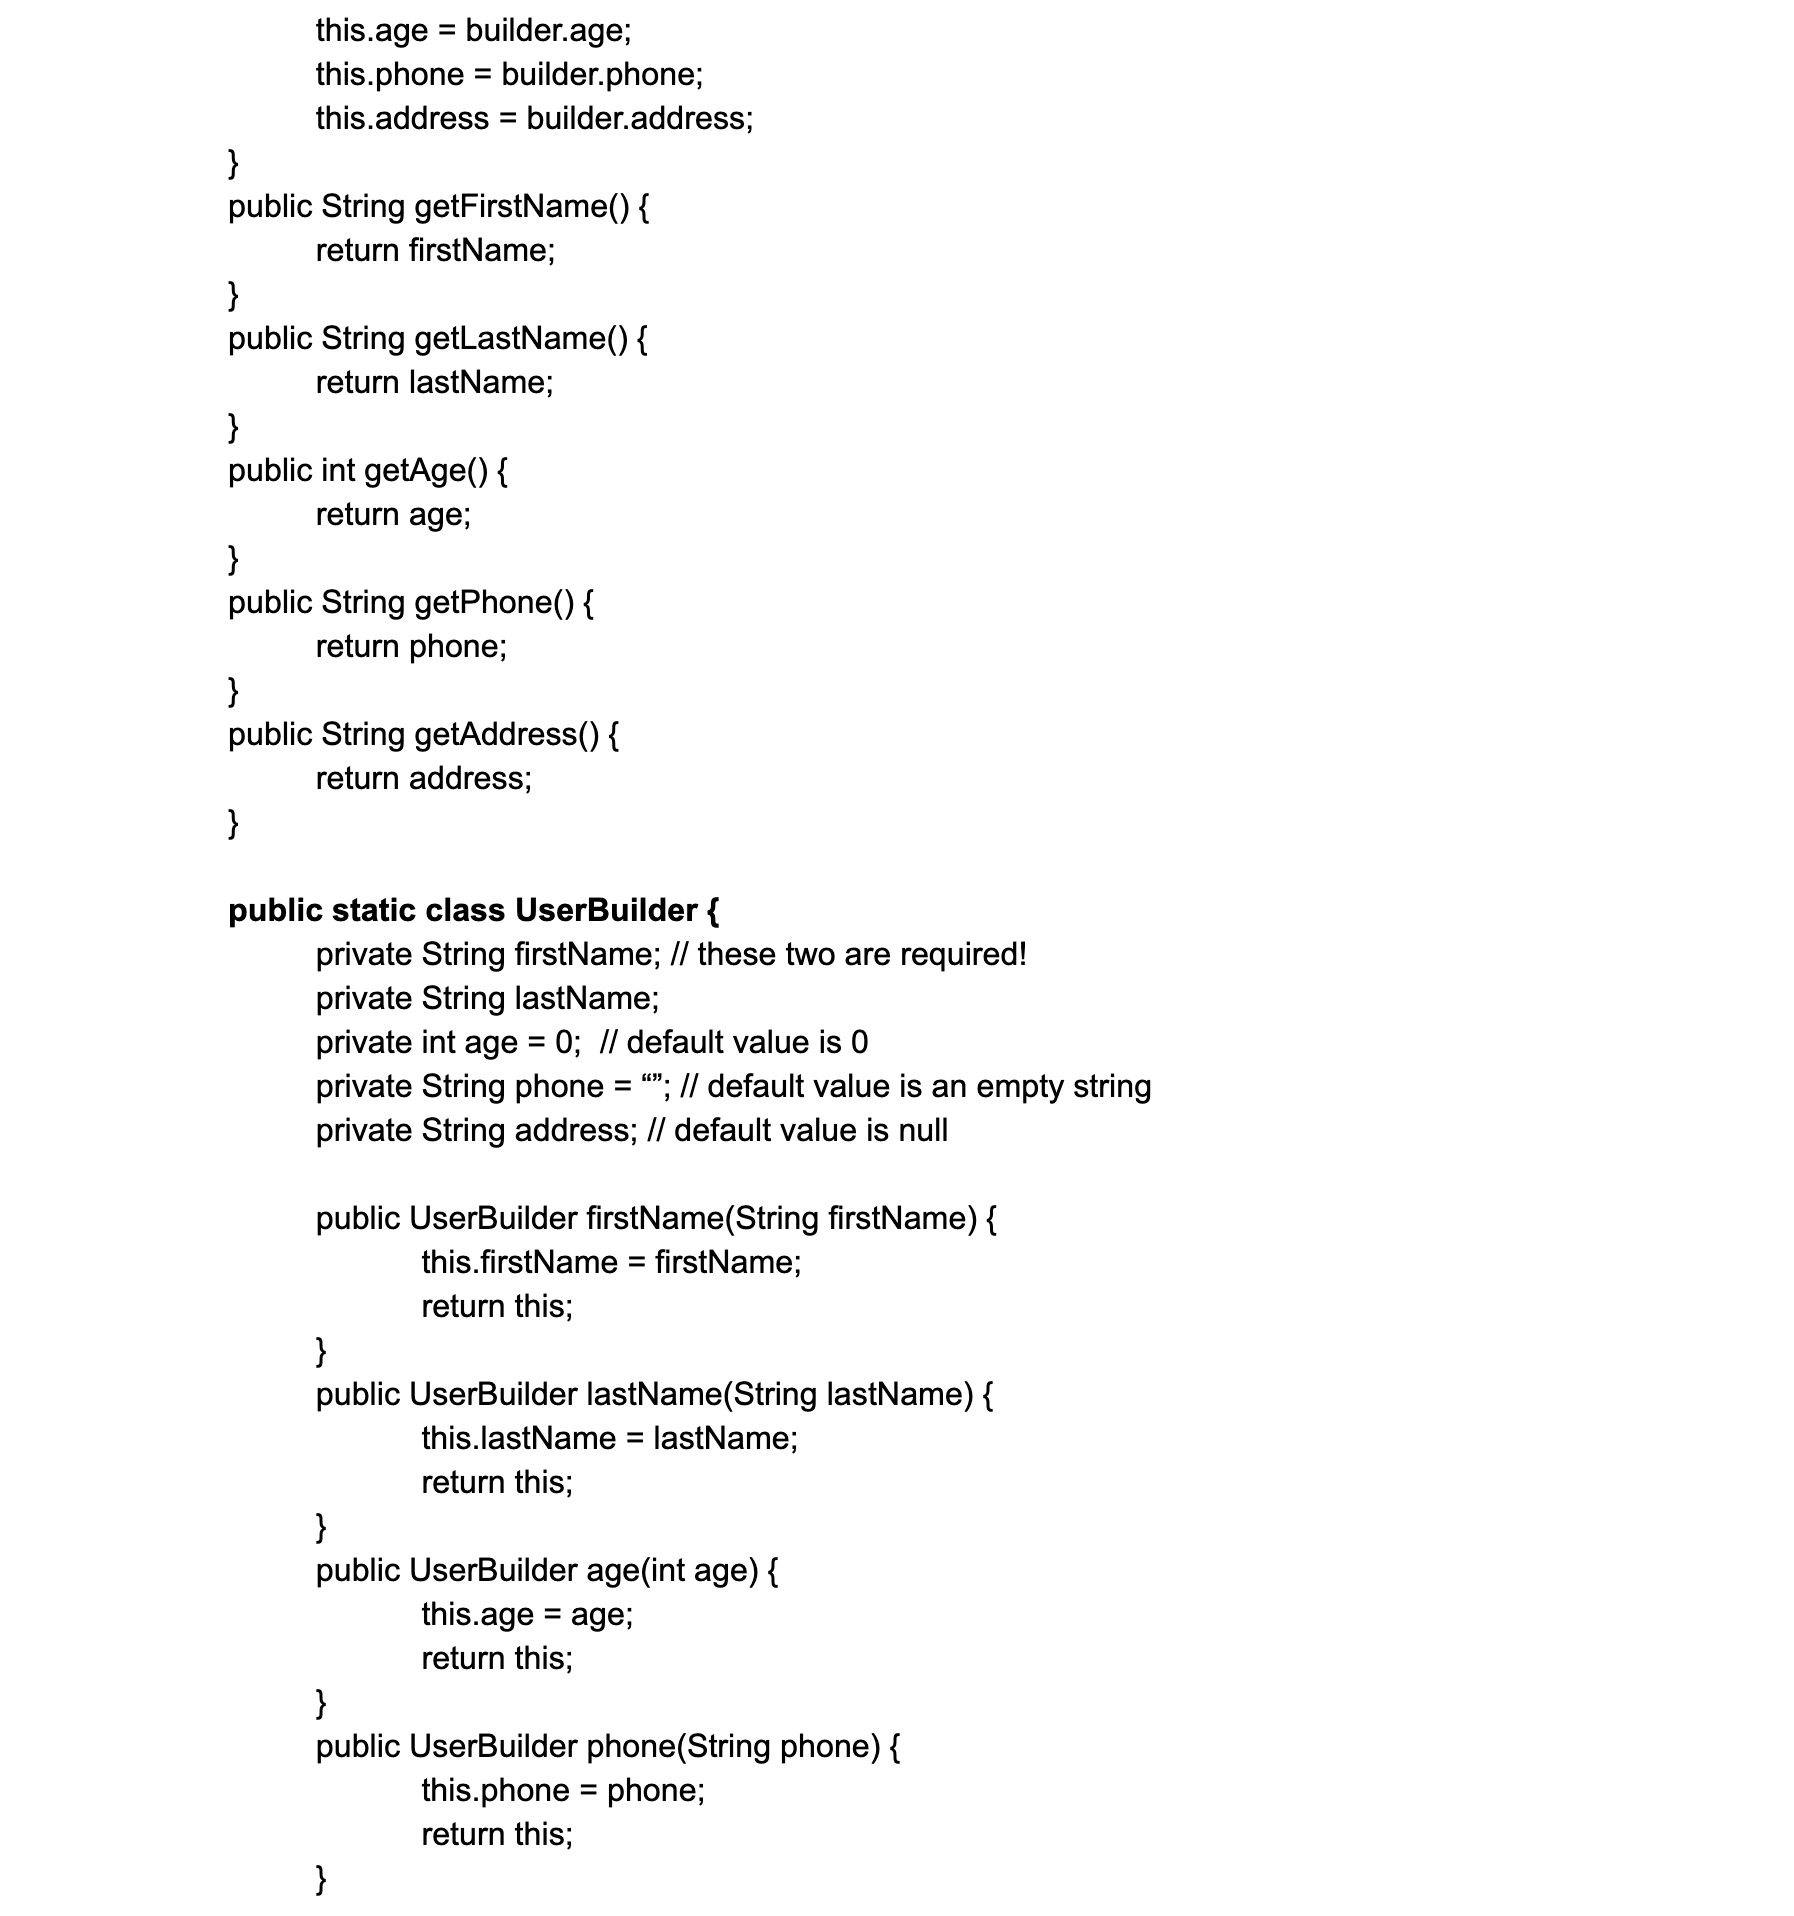 this.age = builder.age;
this.phone = builder.phone;
this.address = builder.address;
}
public String getFirstName() {
return firstName;
}
public String getLastName() {
return lastName;
}
public int getAge() {
return age;
}
public String getPhone() {
return phone;
}
public String getAddress() {
return address;
}
public static class UserBuilder {
private String firstName; // these two are required!
private String lastName;
private int age = 0;  // default value is 0
private String phone = “”; // default value is an empty string
private String address; // default value is null
public UserBuilder firstName(String firstName) {
this.firstName = firstName;
return this;
}
public UserBuilder lastName(String lastName) {
this.lastName = lastName;
return this;
}
public UserBuilder age(int age) {
this.age = age;
return this;
}
public UserBuilder phone(String phone) {
this.phone = phone;
return this;
}